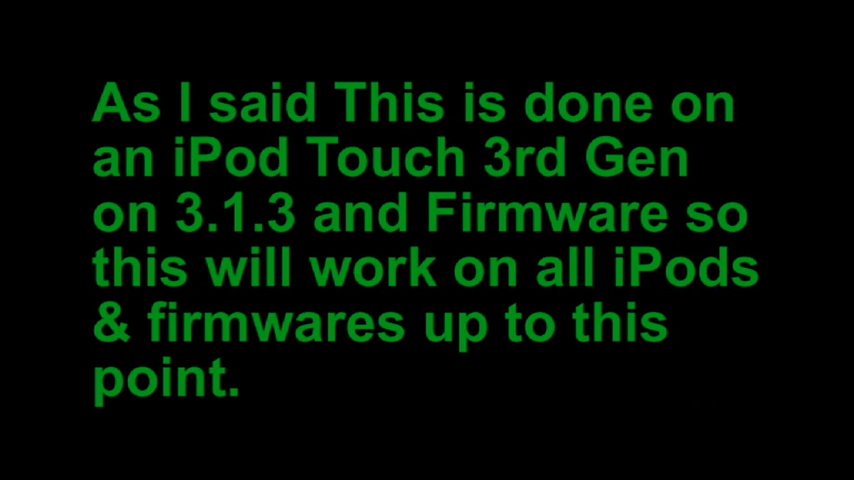 As I said This is done on
an iPod Touch 3rd Gen
on 3.1.3 and Firmware so
this will work on all iPods
& firmwares up to this
point.